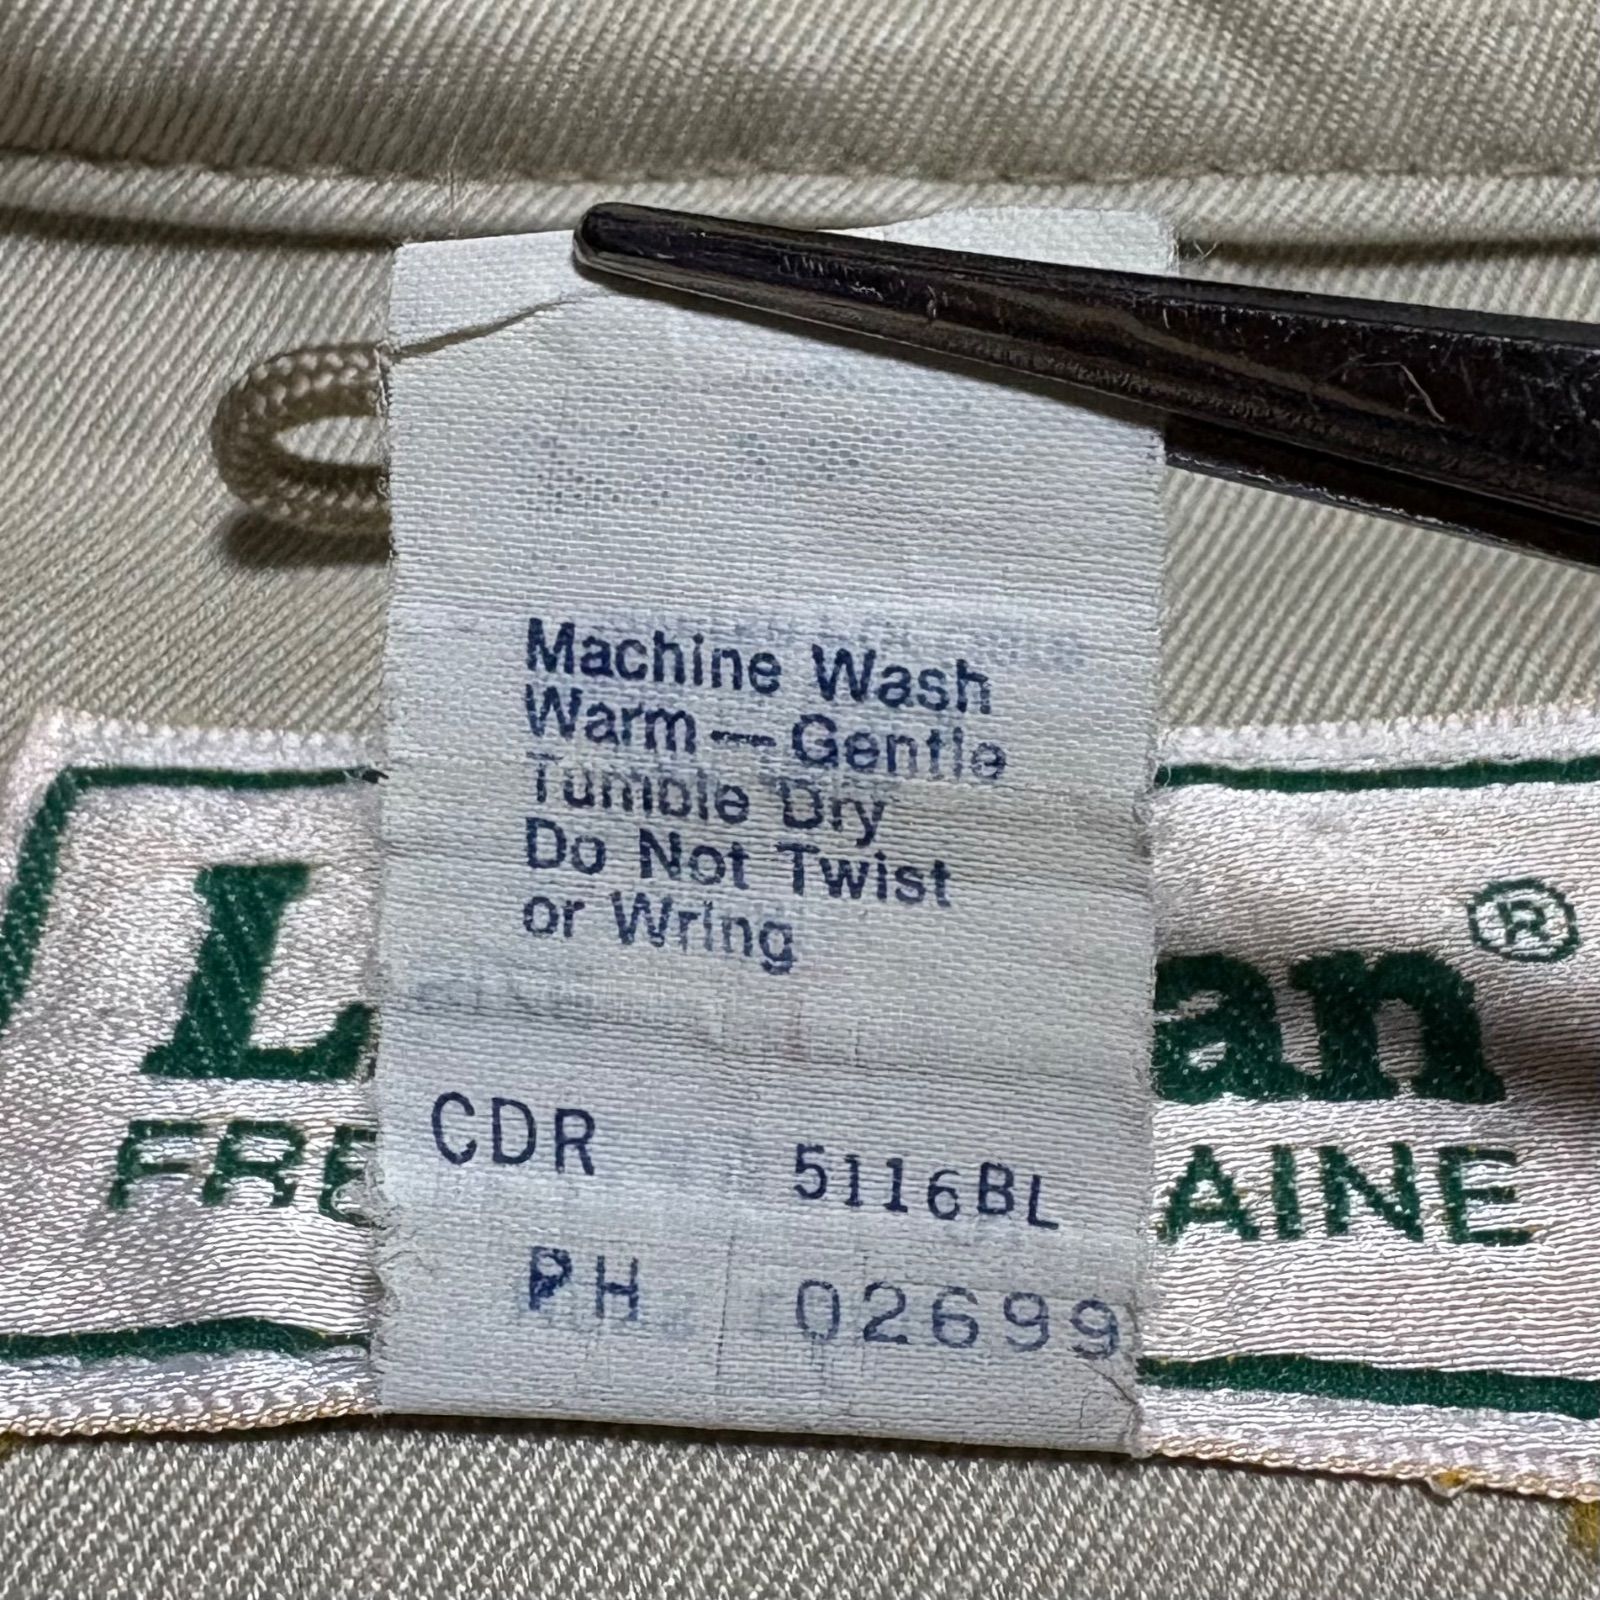 Machine Wash
Warm — Gentle
Tumble Dry
Do Not Twist
or Wring
L an ®
FRE AINE
CDR 5116BL
PH 02699